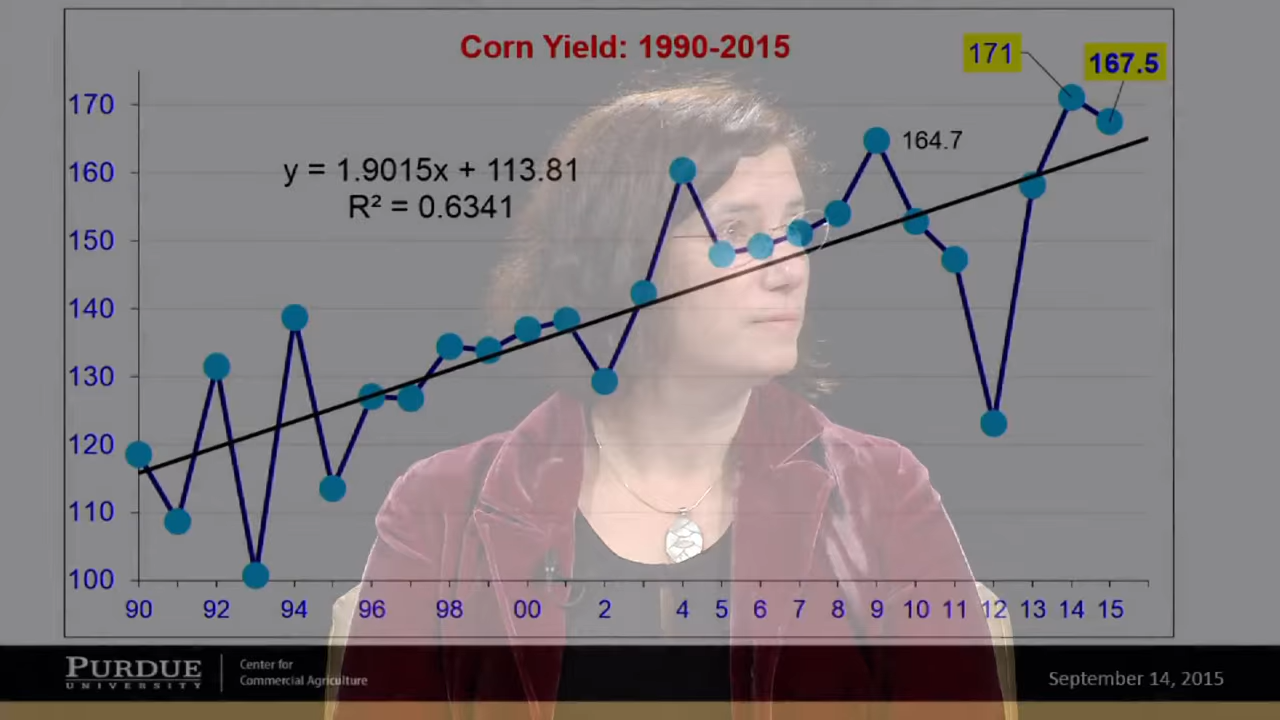 Corn Yield: 1990-2015
171
167.5
170
164.7
160
y = 1.9015x + 113.81
R² = 0.6341
150
140
130
120
110
100
90 92 94 96 98 00 2 4 5 6 7 8 9 10 11 12 13 14 15
PURDUE
UNIVERSITY
Center for
Commercial Agriculture
September 14, 2015